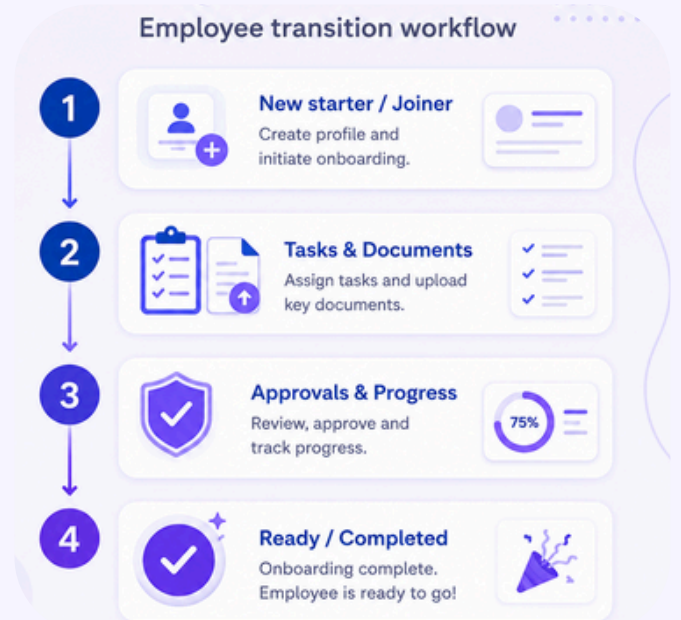 Employee transition workflow
1
New starter / Joiner
Create profile and
initiate onboarding.
2
Tasks & Documents
Assign tasks and upload
key documents.
3
Approvals & Progress
Review, approve and
track progress.
75%
4
Ready / Completed
Onboarding complete.
Employee is ready to go!